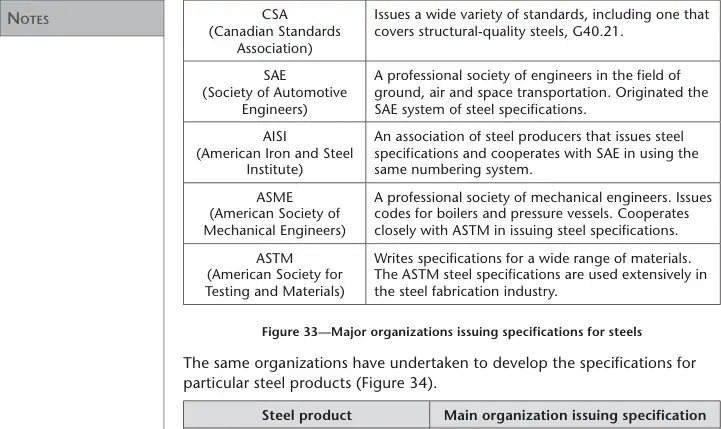 NOTES
CSA
(Canadian Standards
Association)
Issues a wide variety of standards, including one that
covers structural-quality steels, G40.21.
SAE
(Society of Automotive
Engineers)
A professional society of engineers in the field of
ground, air and space transportation. Originated the
SAE system of steel specifications.
AISI
(American Iron and Steel
Institute)
An association of steel producers that issues steel
specifications and cooperates with SAE in using the
same numbering system.
ASME
(American Society of
Mechanical Engineers)
A professional society of mechanical engineers. Issues
codes for boilers and pressure vessels. Cooperates
closely with ASTM in issuing steel specifications.
ASTM
(American Society for
Testing and Materials)
Writes specifications for a wide range of materials.
The ASTM steel specifications are used extensively in
the steel fabrication industry.
Figure 33—Major organizations issuing specifications for steels
The same organizations have undertaken to develop the specifications for
particular steel products (Figure 34).
Steel product
Main organization issuing specification